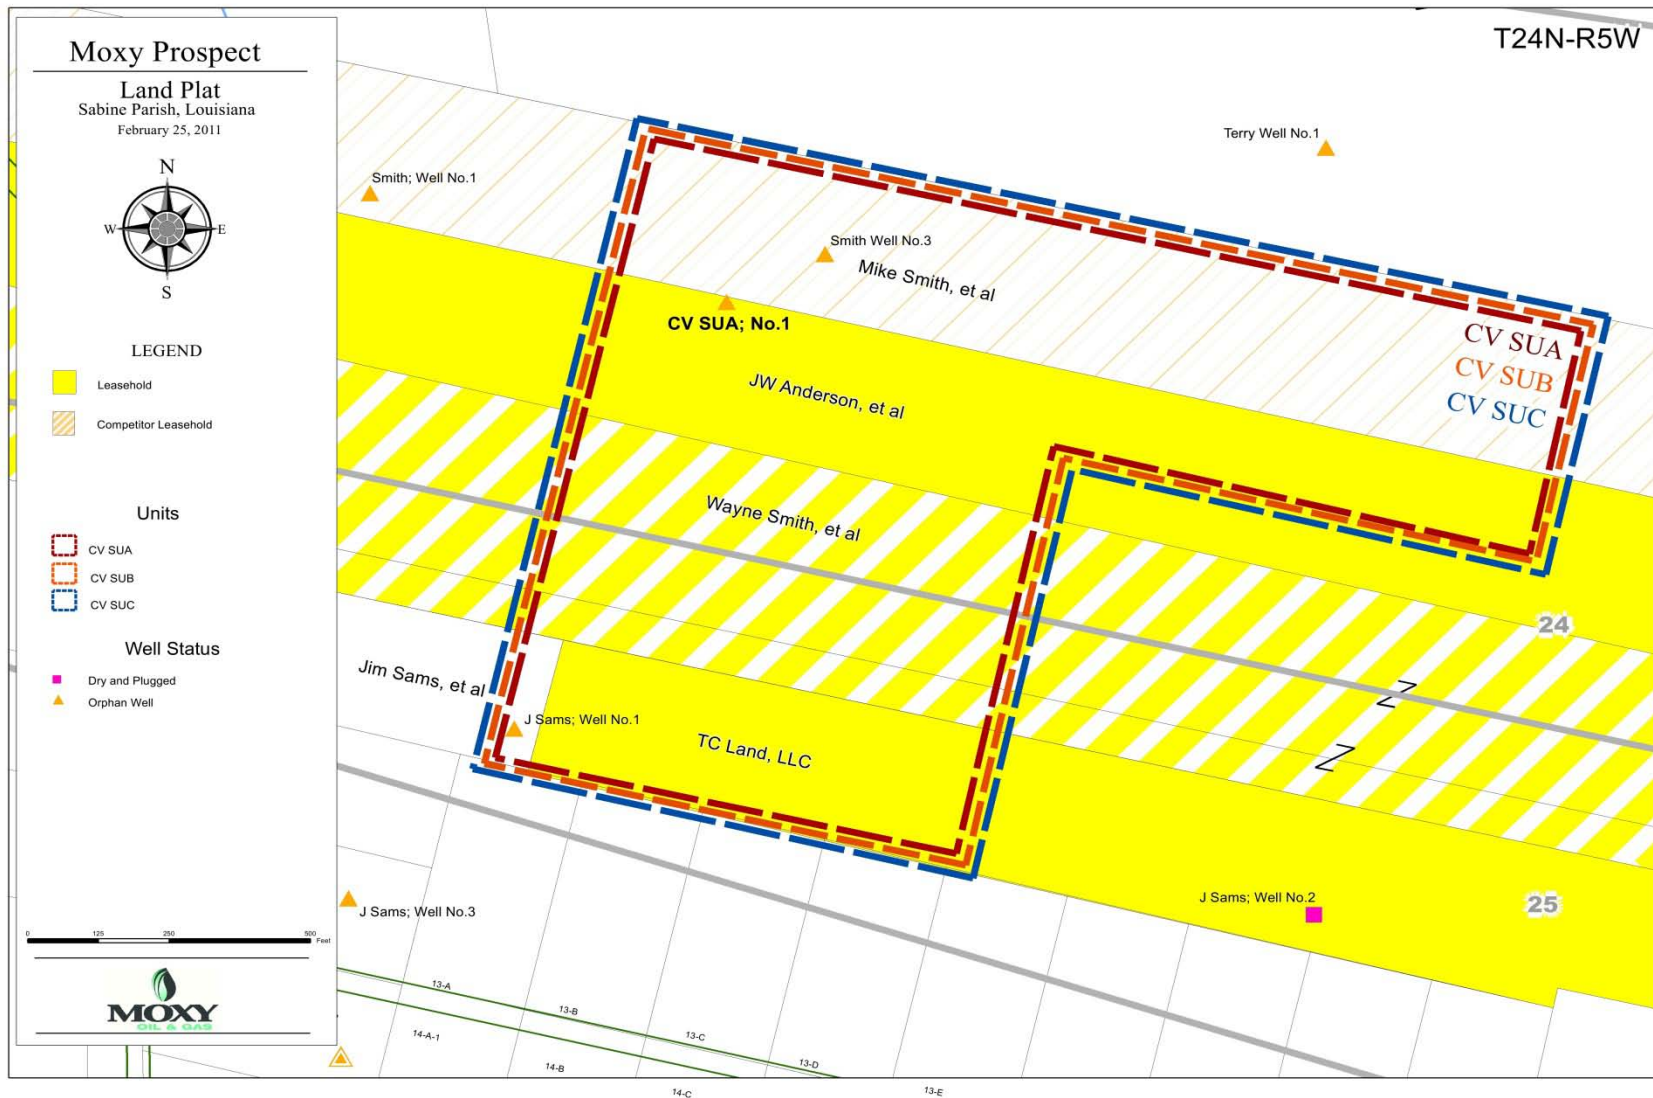 T24N-R5W
Moxy Prospect
Land Plat
Sabine Parish, Louisiana
February 25, 2011
N
W
E
S
LEGEND
Leasehold
Competitor Leasehold
Units
CV SUA
CV SUB
CV SUC
Well Status
Dry and Plugged
Orphan Well
0
125
250
500
Feet
MOXY
OIL & GAS
Terry Well No.1
Smith; Well No.1
Smith Well No.3
Mike Smith, et al
CV SUA; No.1
CV SUA
CV SUB
CV SUC
JW Anderson, et al
Wayne Smith, et al
24
Jim Sams, et al
J Sams; Well No.1
TC Land, LLC
J Sams; Well No.2
25
J Sams; Well No.3
13-A
13-B
13-C
13-D
13-E
14-A-1
14-B
14-C